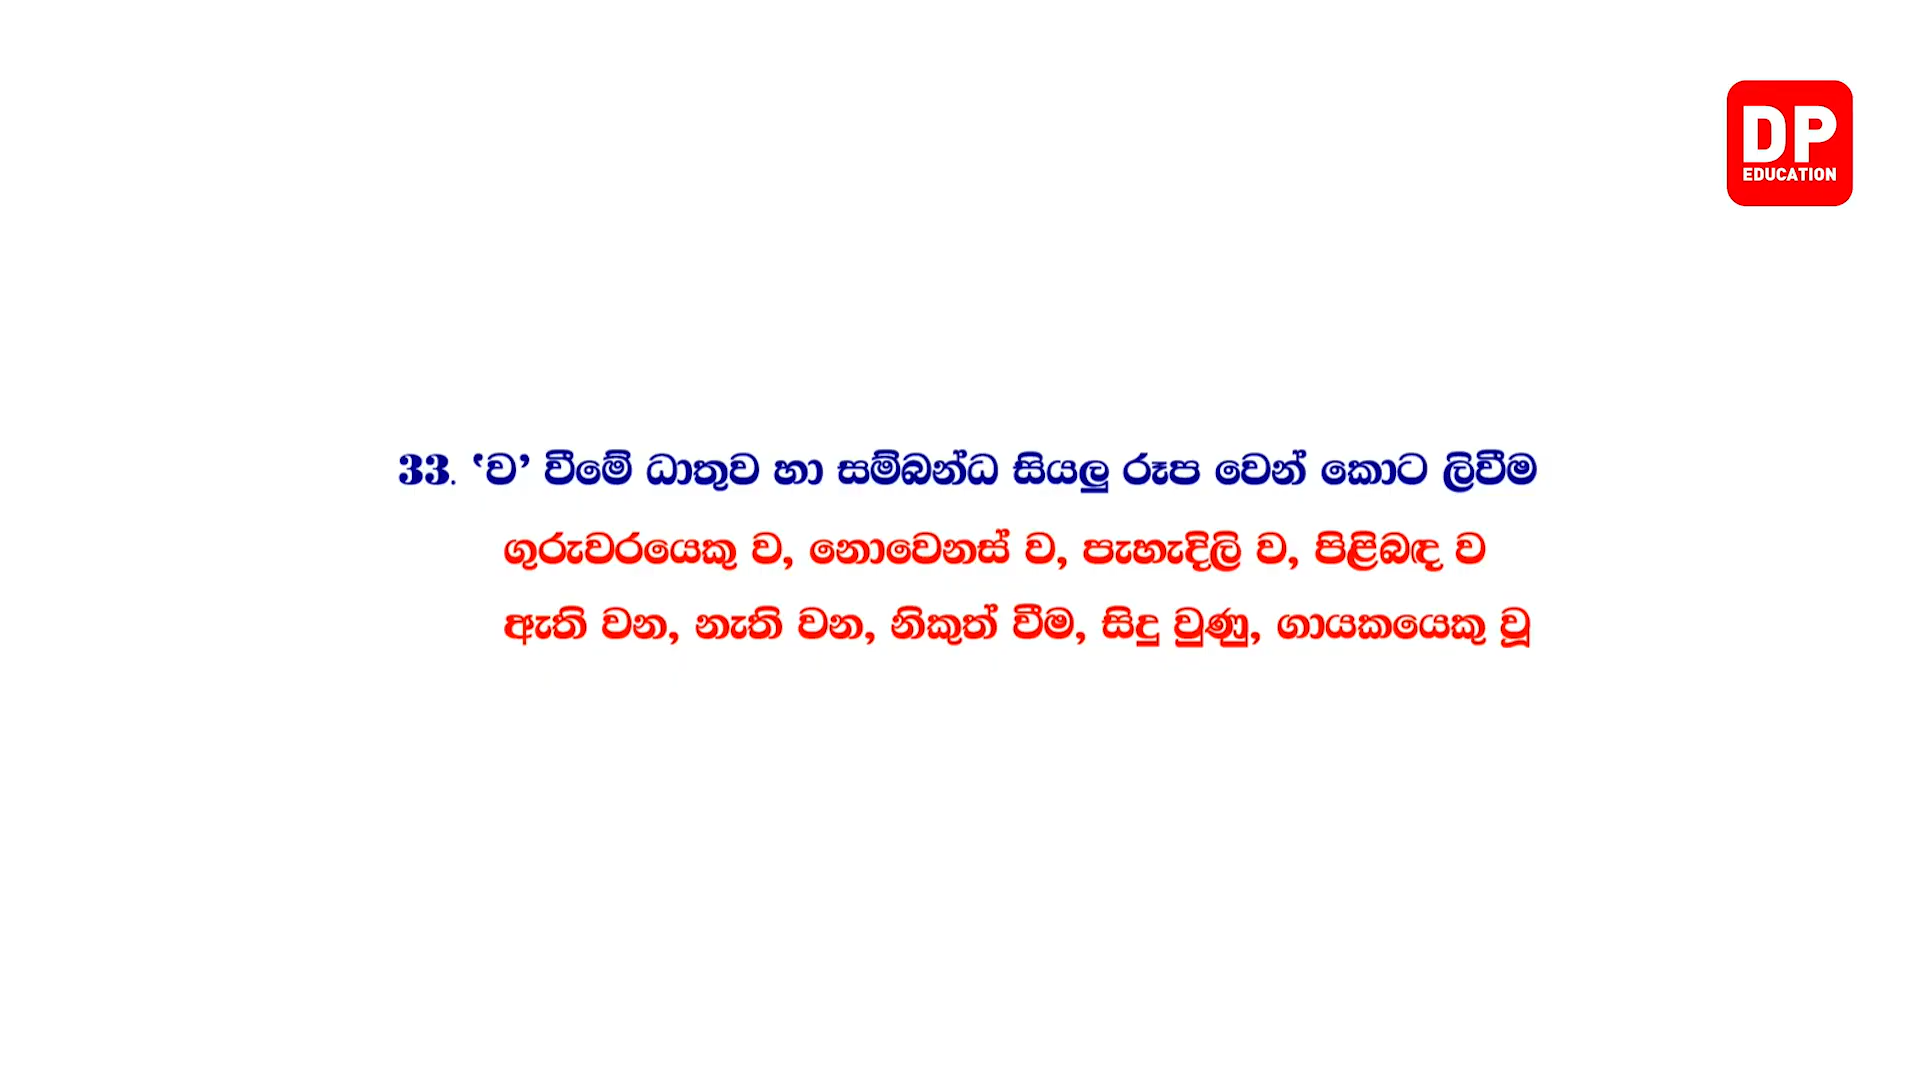 DP
EDUCATION
33. ‘ව’ වීමේ ධාතුව හා සම්බන්ධ සියලු රූප වෙන් කොට ලිවීම
ගුරුවරයෙකු ව, නොවෙනස් ව, පැහැදිලි ව, පිළිබඳ ව
ඇති වන, නැති වන, නිකුත් වීම, සිදු වුණු, ගායකයෙකු වූ